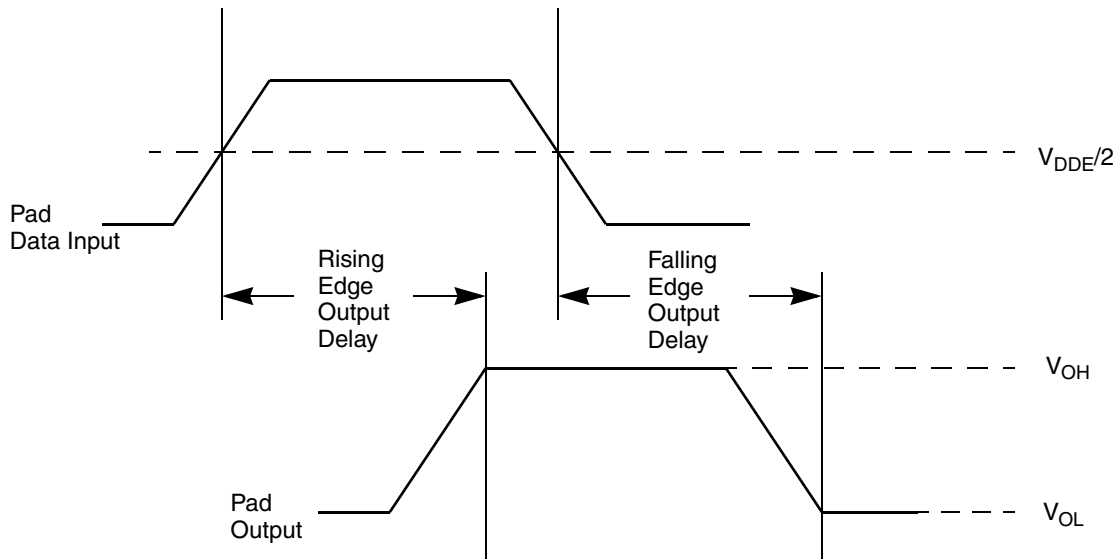 V_DDE/2
Pad
Data Input
Rising
Edge
Output
Delay
Falling
Edge
Output
Delay
V_OH
Pad
Output
V_OL